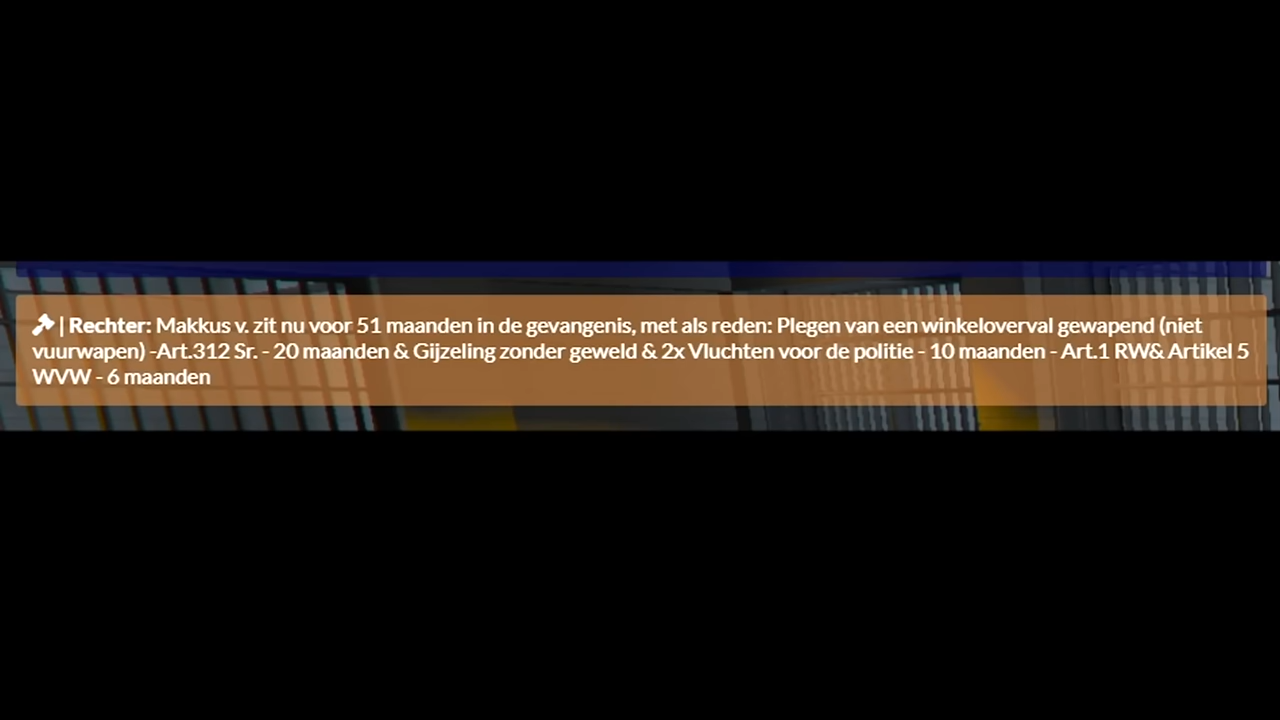 | Rechter: Makkus v. zit nu voor 51 maanden in de gevangenis, met als reden: Plegen van een winkeloverval gewapend (niet
vuurwapen) -Art.312 Sr. - 20 maanden & Gijzeling zonder geweld & 2x Vluchten voor de politie - 10 maanden - Art.1 RW& Artikel 5
WVW - 6 maanden